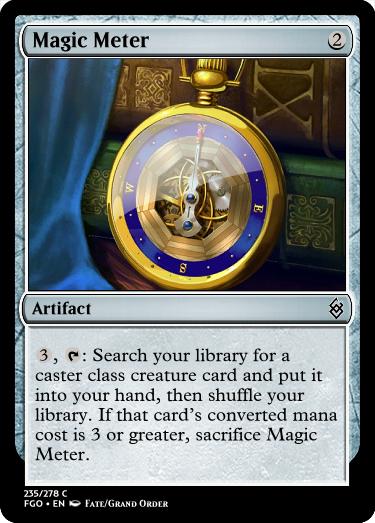 Magic Meter 2
N
W
E
S
Artifact
3, : Search your library for a
caster class creature card and put it
into your hand, then shuffle your
library. If that card's converted mana
cost is 3 or greater, sacrifice Magic
Meter.
235/278 C
FGO • EN Fate/Grand Order